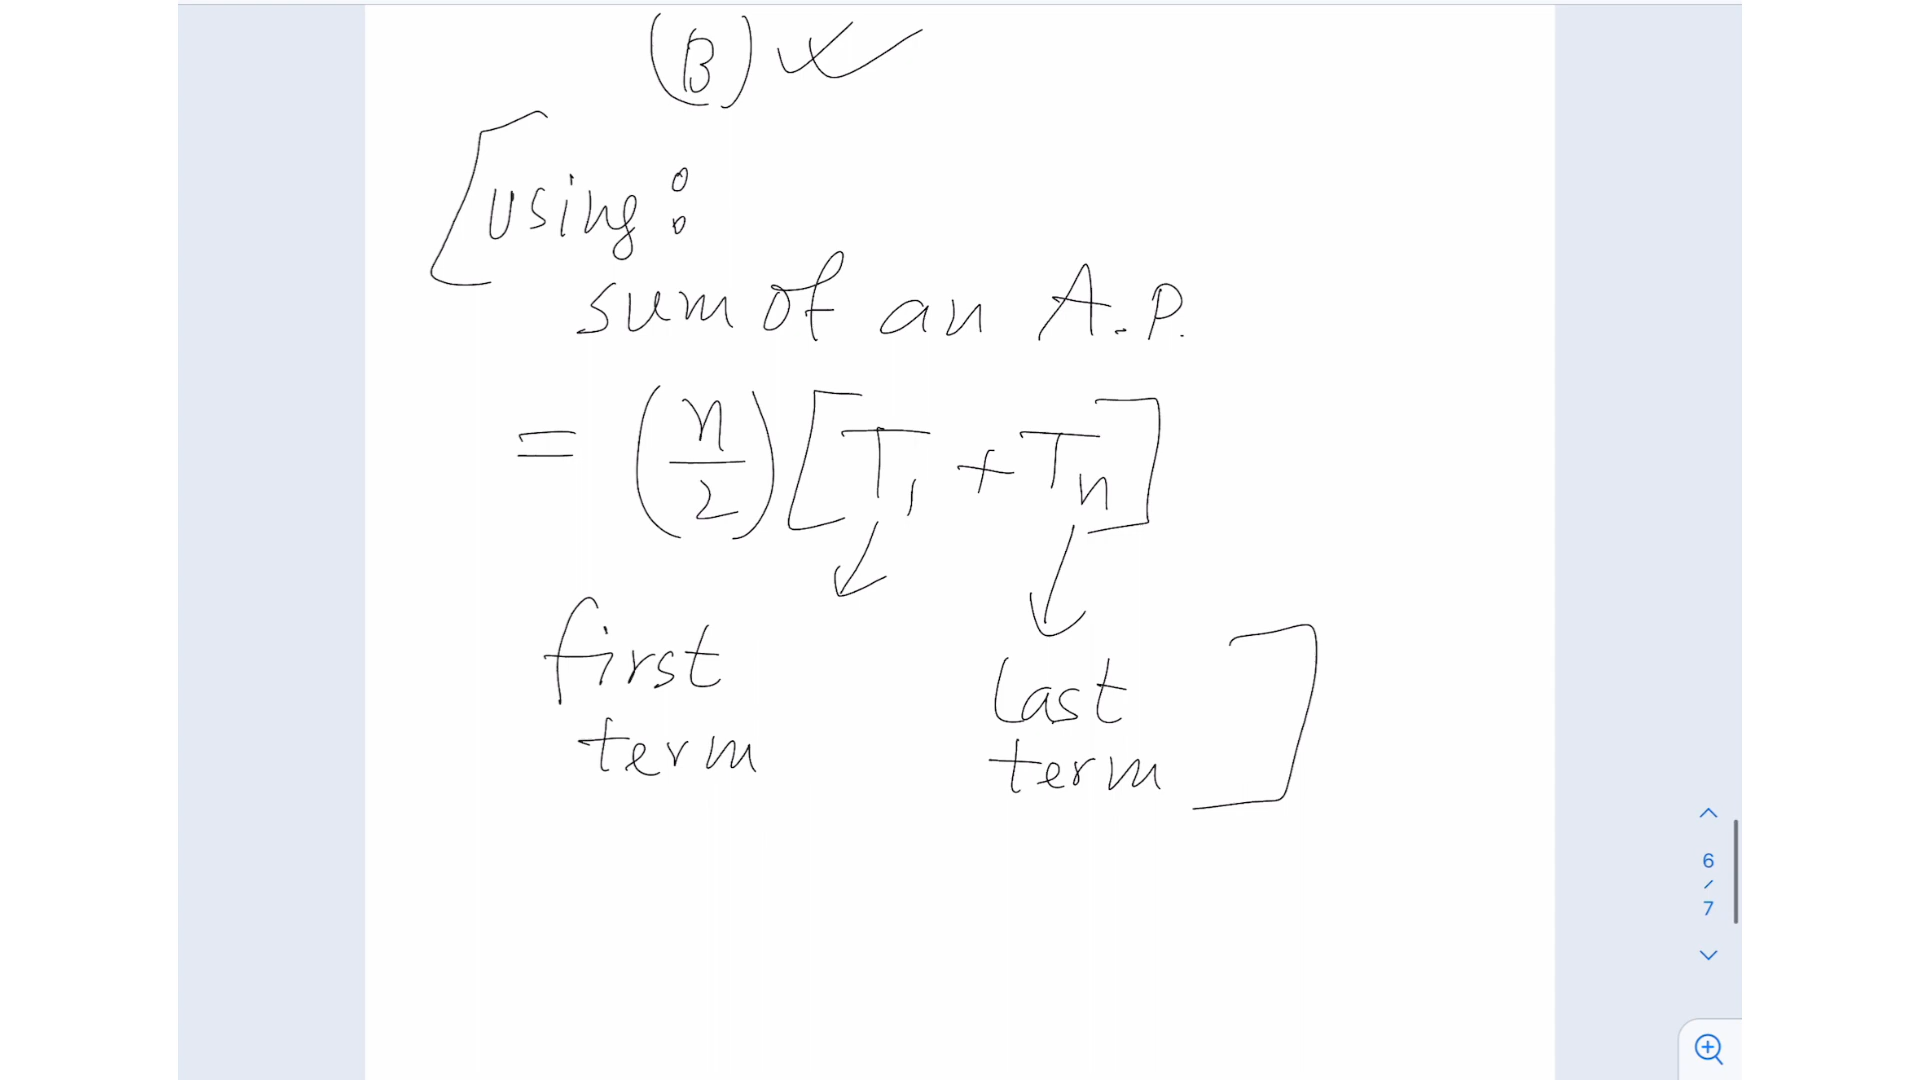 (B) ✓
[using:
sum of an A.P.
= (n/2) [T₁ + Tₙ]
first term
last term]
6
/
7